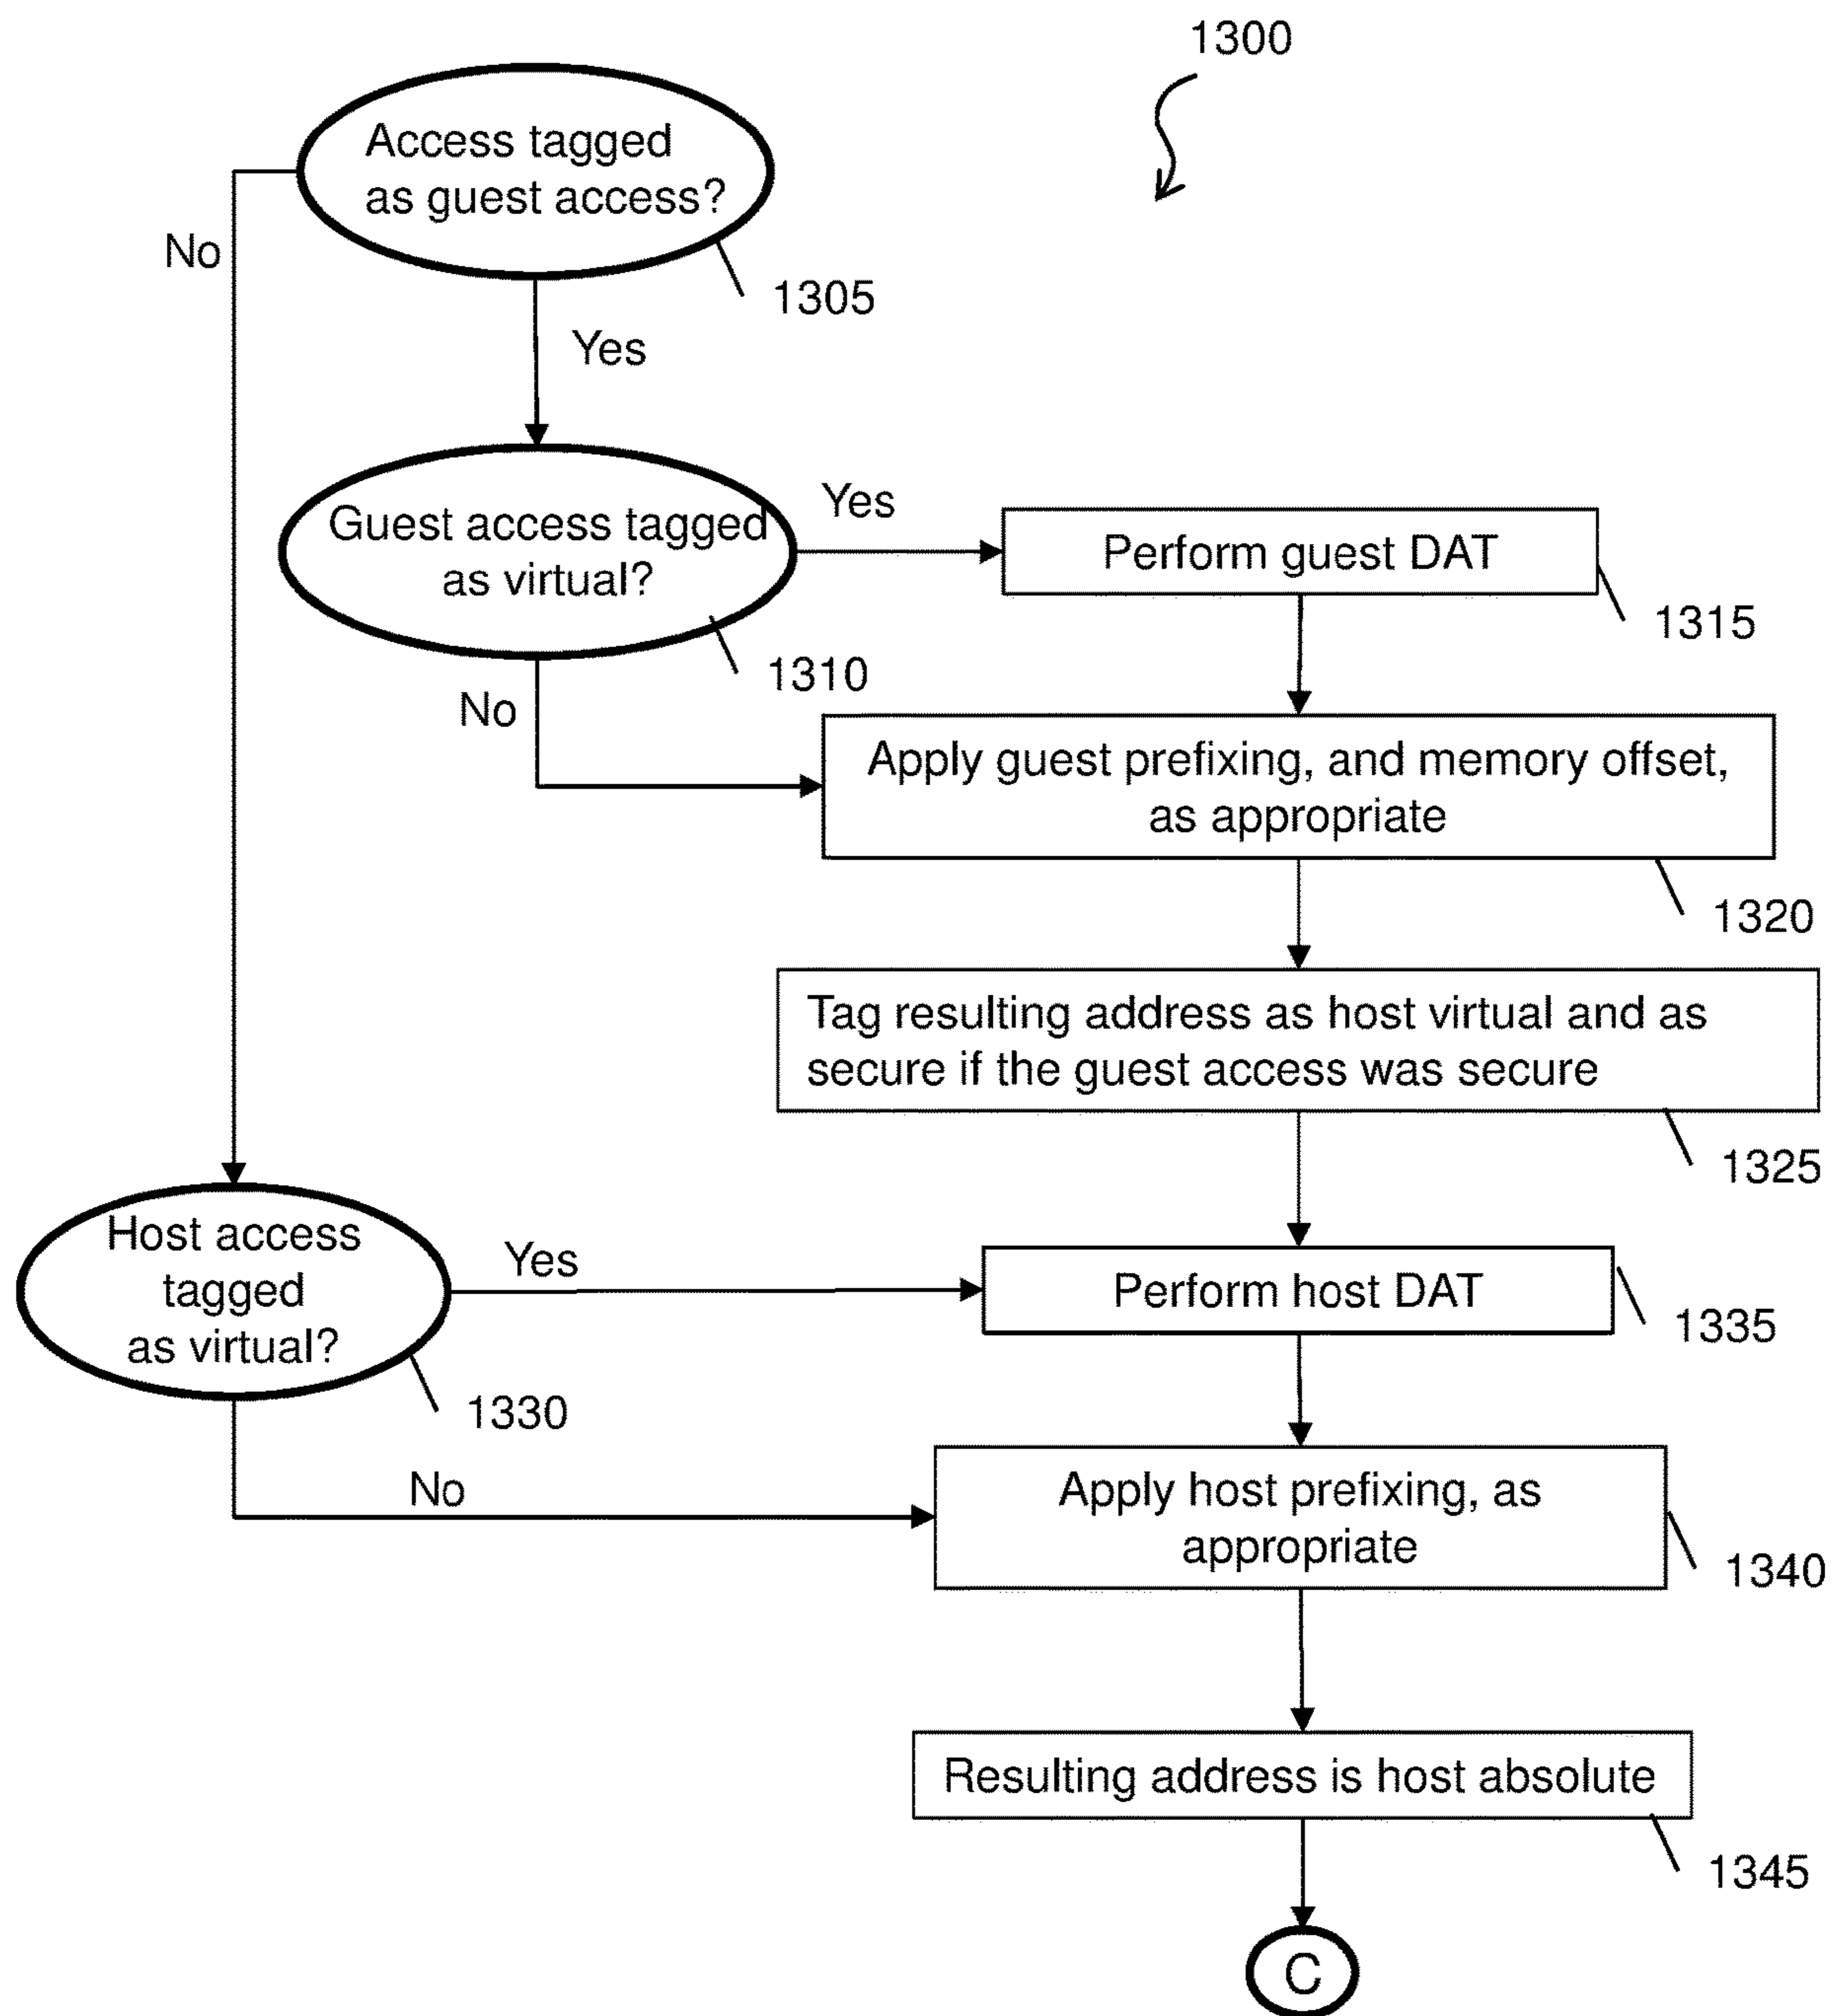 1300
Access tagged
as guest access?
No
1305
Yes
Guest access tagged
as virtual?
Yes
Perform guest DAT
1315
1310
No
Apply guest prefixing, and memory offset,
as appropriate
1320
Tag resulting address as host virtual and as
secure if the guest access was secure
1325
Host access
tagged
as virtual?
Yes
Perform host DAT
1335
1330
No
Apply host prefixing, as
appropriate
1340
Resulting address is host absolute
1345
C